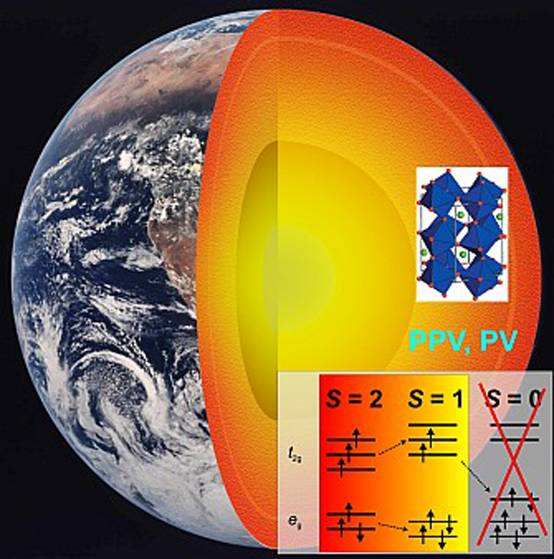 PPV, PV
S = 2 S = 1 S = 0
t2g
eg